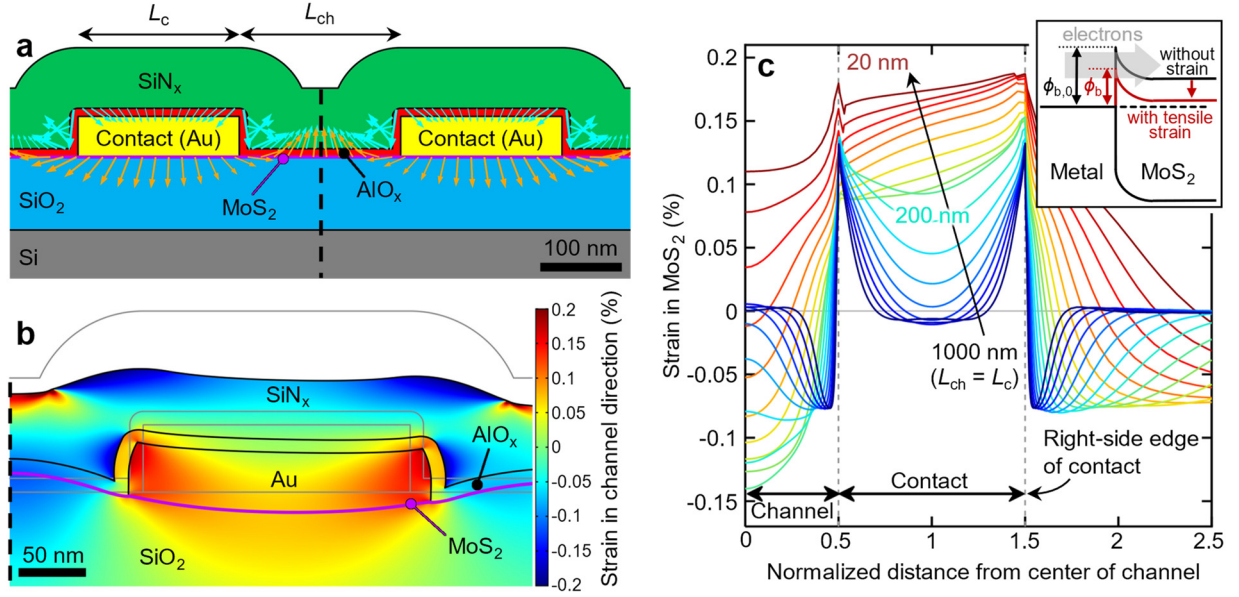 a
Lc
Lch
SiNx
Contact (Au)
Contact (Au)
MoS2
AlOx
SiO2
Si
100 nm
b
SiNx
AlOx
Au
MoS2
SiO2
50 nm
0.2
0.15
0.1
0.05
0
-0.05
-0.1
-0.15
-0.2
Strain in channel direction (%)
c
Strain in MoS2 (%)
0.2
0.15
0.1
0.05
0
-0.05
-0.1
-0.15
20 nm
200 nm
1000 nm
(Lch = Lc)
Right-side edge
of contact
Channel
Contact
0
0.5
1
1.5
2
2.5
Normalized distance from center of channel
electrons
without
strain
ϕb,0
ϕb
with tensile
strain
Metal
MoS2